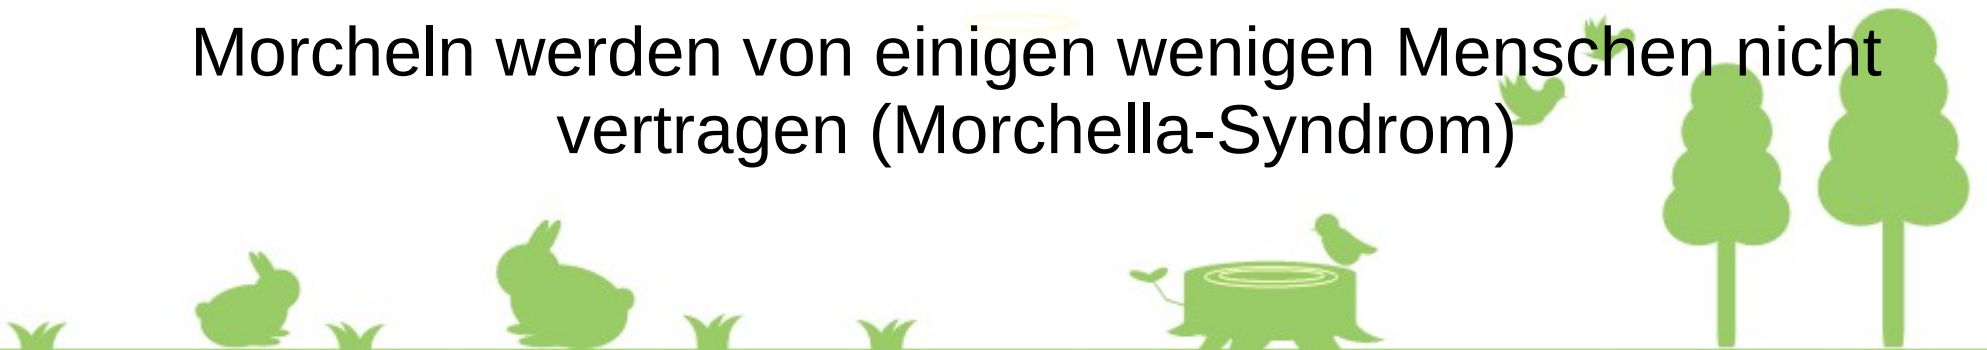 Morcheln werden von einigen wenigen Menschen nicht
vertragen (Morchella-Syndrom)